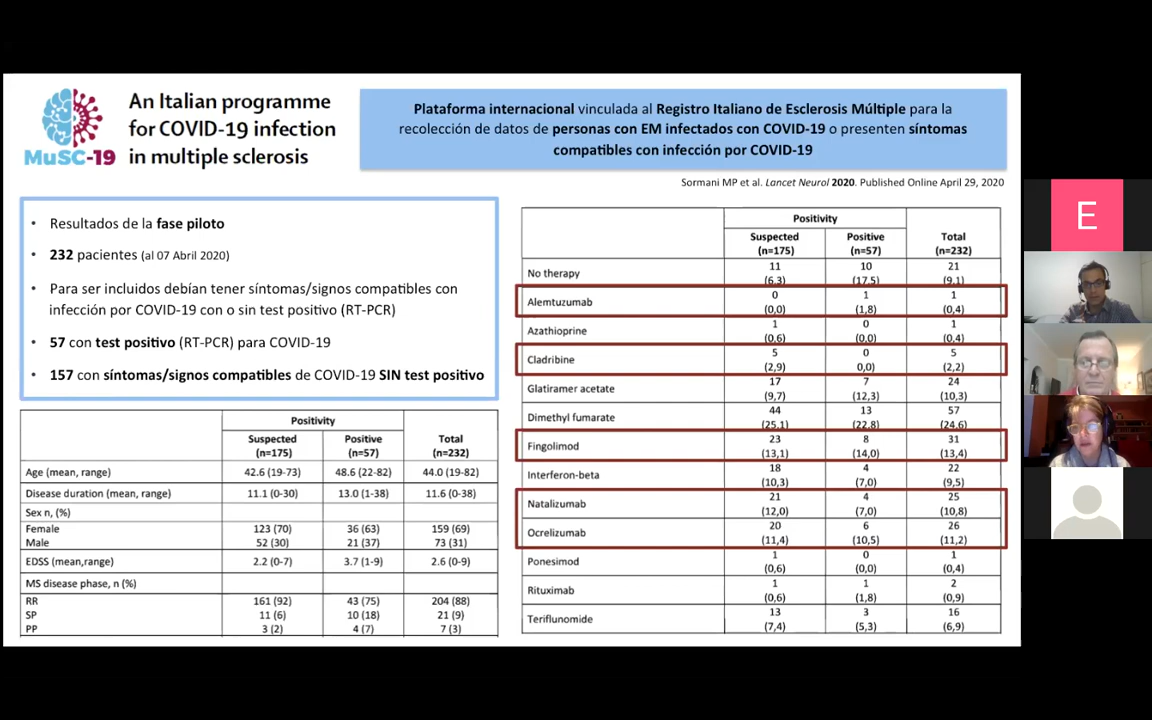 MuSC-19
An Italian programme
for COVID-19 infection
in multiple sclerosis
Plataforma internacional vinculada al Registro Italiano de Esclerosis Múltiple para la
recolección de datos de personas con EM infectados con COVID-19 o presenten síntomas
compatibles con infección por COVID-19
Sormani MP et al. Lancet Neurol 2020. Published Online April 29, 2020
• Resultados de la fase piloto
• 232 pacientes (al 07 Abril 2020)
• Para ser incluidos debían tener síntomas/signos compatibles con
infección por COVID-19 con o sin test positivo (RT-PCR)
• 57 con test positivo (RT-PCR) para COVID-19
• 157 con síntomas/signos compatibles de COVID-19 SIN test positivo
Positivity
Suspected Positive Total
(n=175) (n=57) (n=232)
Age (mean, range) 42.6 (19-73) 48.6 (22-82) 44.0 (19-82)
Disease duration (mean, range) 11.1 (0-30) 13.0 (1-38) 11.6 (0-38)
Sex n, (%)
Female 123 (70) 36 (63) 159 (69)
Male 52 (30) 21 (37) 73 (31)
EDSS (mean,range) 2.2 (0-7) 3.7 (1-9) 2.6 (0-9)
MS disease phase, n (%)
RR 161 (92) 43 (75) 204 (88)
SP 11 (6) 10 (18) 21 (9)
PP 3 (2) 4 (7) 7 (3)
Positivity
Suspected Positive Total
(n=175) (n=57) (n=232)
No therapy 11 10 21
(6.3) (17.5) (9.1)
Alemtuzumab 0 1 1
(0,0) (1,8) (0,4)
Azathioprine 1 0 1
(0,6) (0,0) (0,4)
Cladribine 5 0 5
(2,9) 0,0) (2,2)
Glatiramer acetate 17 7 24
(9,7) (12,3) (10,3)
Dimethyl fumarate 44 13 57
(25,1) (22,8) (24,6)
Fingolimod 23 8 31
(13,1) (14,0) (13,4)
Interferon-beta 18 4 22
(10,3) (7,0) (9,5)
Natalizumab 21 4 25
(12,0) (7,0) (10,8)
Ocrelizumab 20 6 26
(11,4) (10,5) (11,2)
Ponesimod 1 0 1
(0,6) (0,0) (0,4)
Rituximab 1 1 2
(0,6) (1,8) (0,9)
Teriflunomide 13 3 16
(7,4) (5,3) (6,9)
E